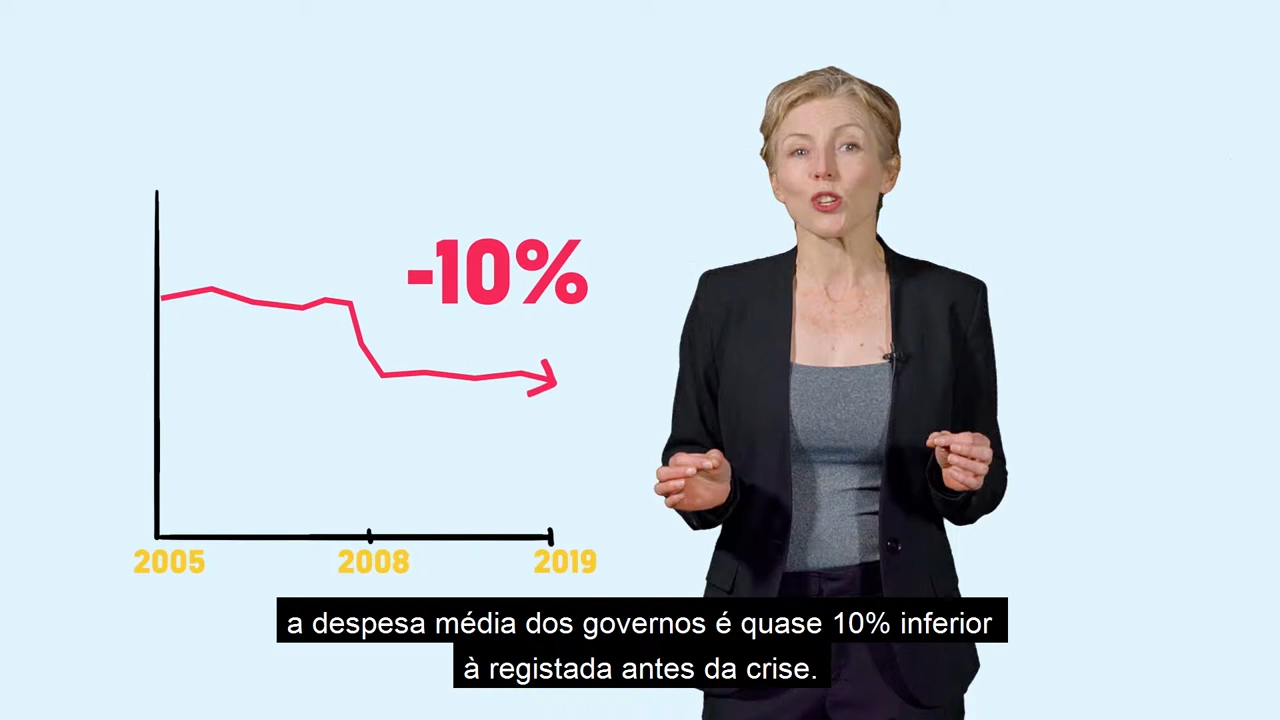 -10%
2005 2008 2019
a despesa média dos governos é quase 10% inferior
à registada antes da crise.